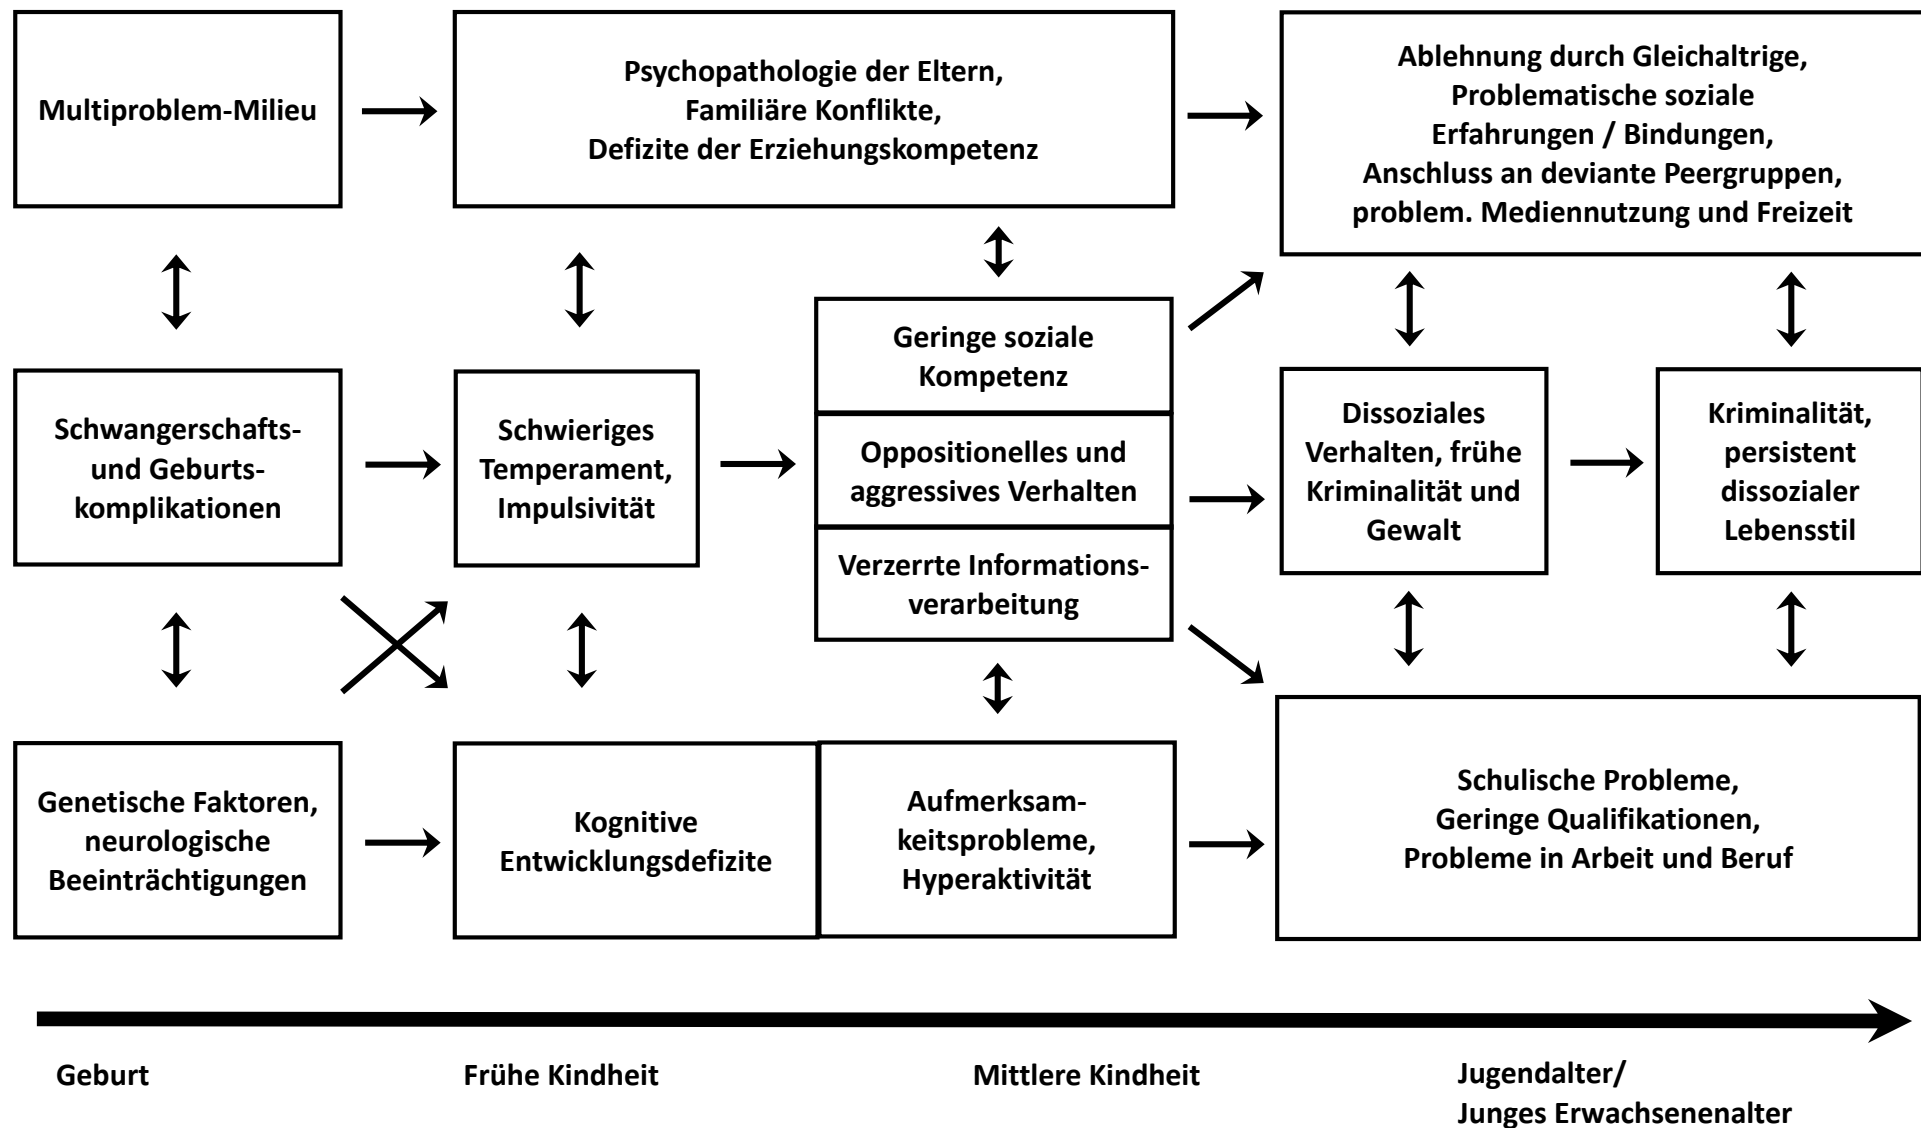 Multiproblem-Milieu
Psychopathologie der Eltern,
Familiäre Konflikte,
Defizite der Erziehungskompetenz
Ablehnung durch Gleichaltrige,
Problematische soziale
Erfahrungen / Bindungen,
Anschluss an deviante Peergruppen,
problem. Mediennutzung und Freizeit
Schwangerschafts-
und Geburts-
komplikationen
Schwieriges
Temperament,
Impulsivität
Geringe soziale
Kompetenz
Oppositionelles und
aggressives Verhalten
Verzerrte Informations-
verarbeitung
Dissoziales
Verhalten, frühe
Kriminalität und
Gewalt
Kriminalität,
persistent
dissozialer
Lebensstil
Genetische Faktoren,
neurologische
Beeinträchtigungen
Kognitive
Entwicklungsdefizite
Aufmerksam-
keitsprobleme,
Hyperaktivität
Schulische Probleme,
Geringe Qualifikationen,
Probleme in Arbeit und Beruf
Geburt
Frühe Kindheit
Mittlere Kindheit
Jugendalter/
Junges Erwachsenenalter